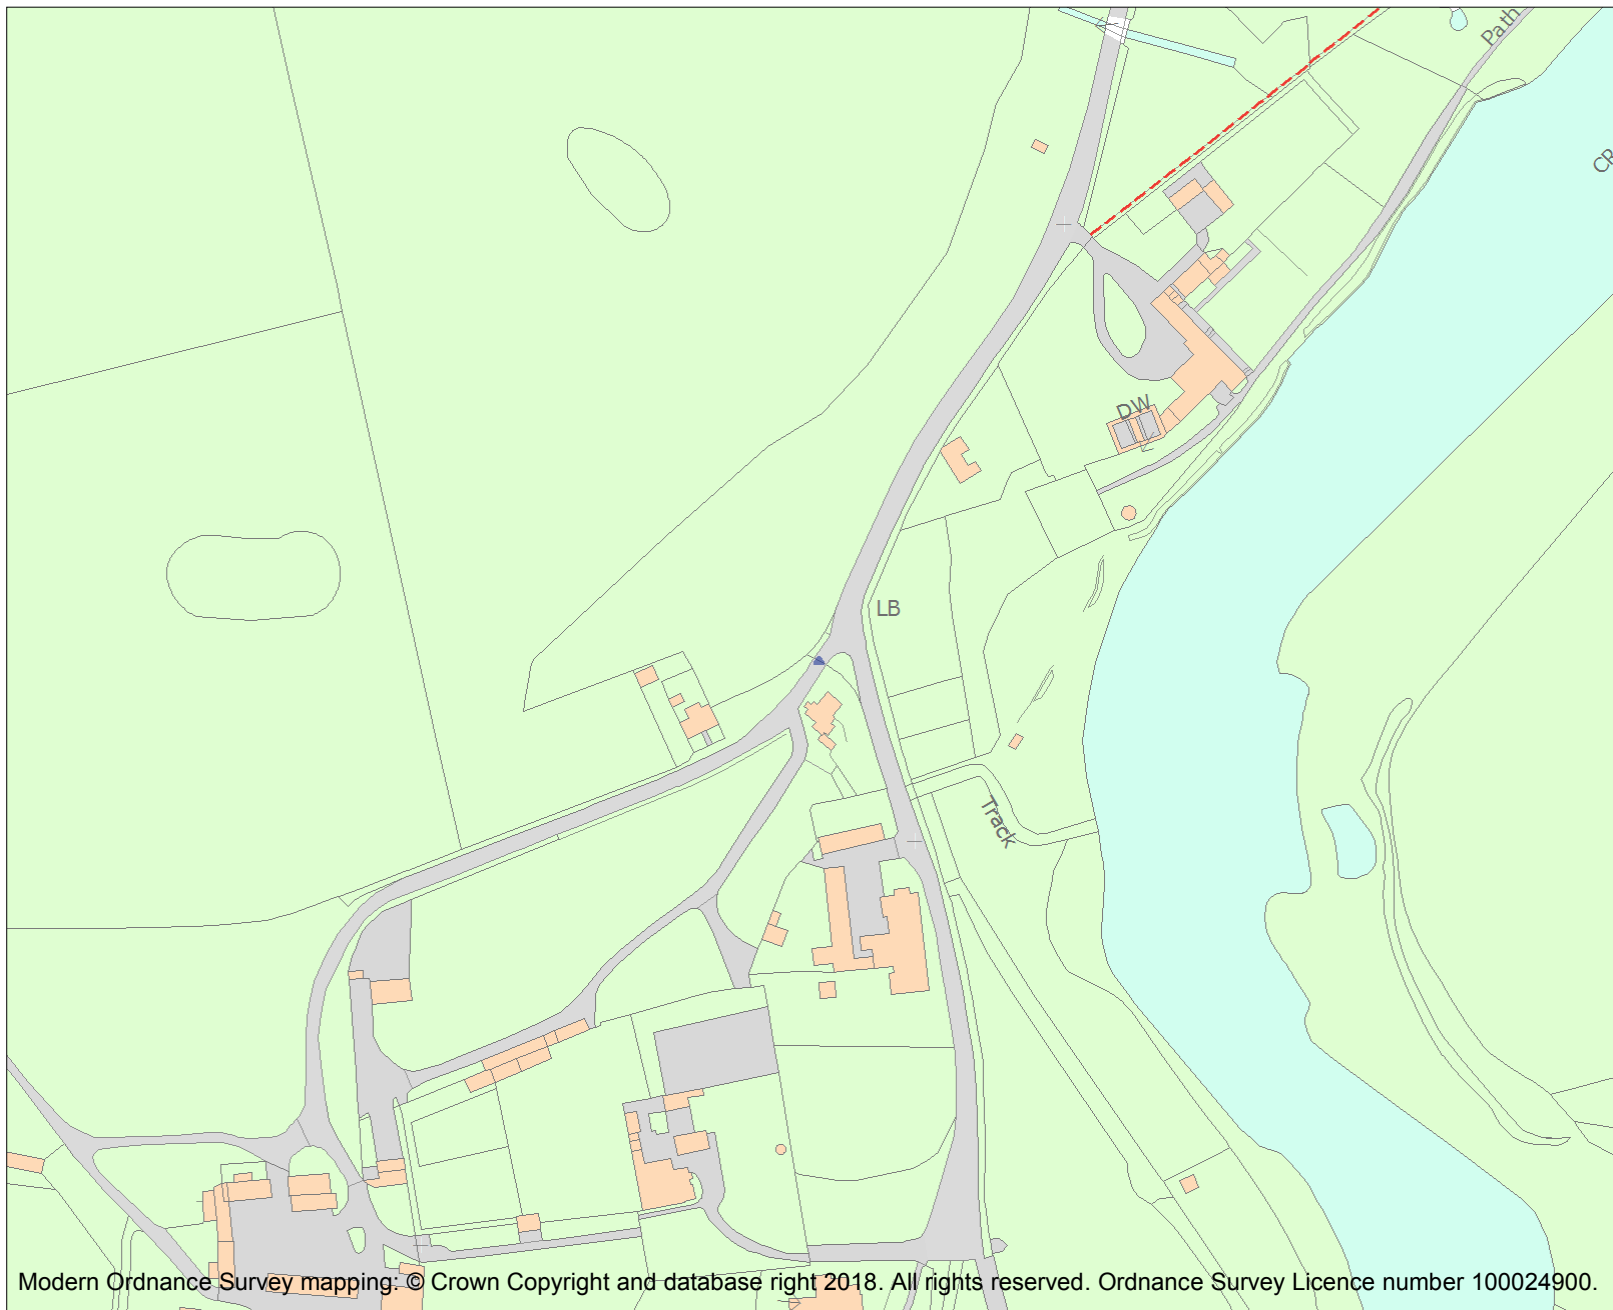 Path
CR
DW
LB
Track
Modern Ordnance Survey mapping: © Crown Copyright and database right 2018. All rights reserved. Ordnance Survey Licence number 100024900.